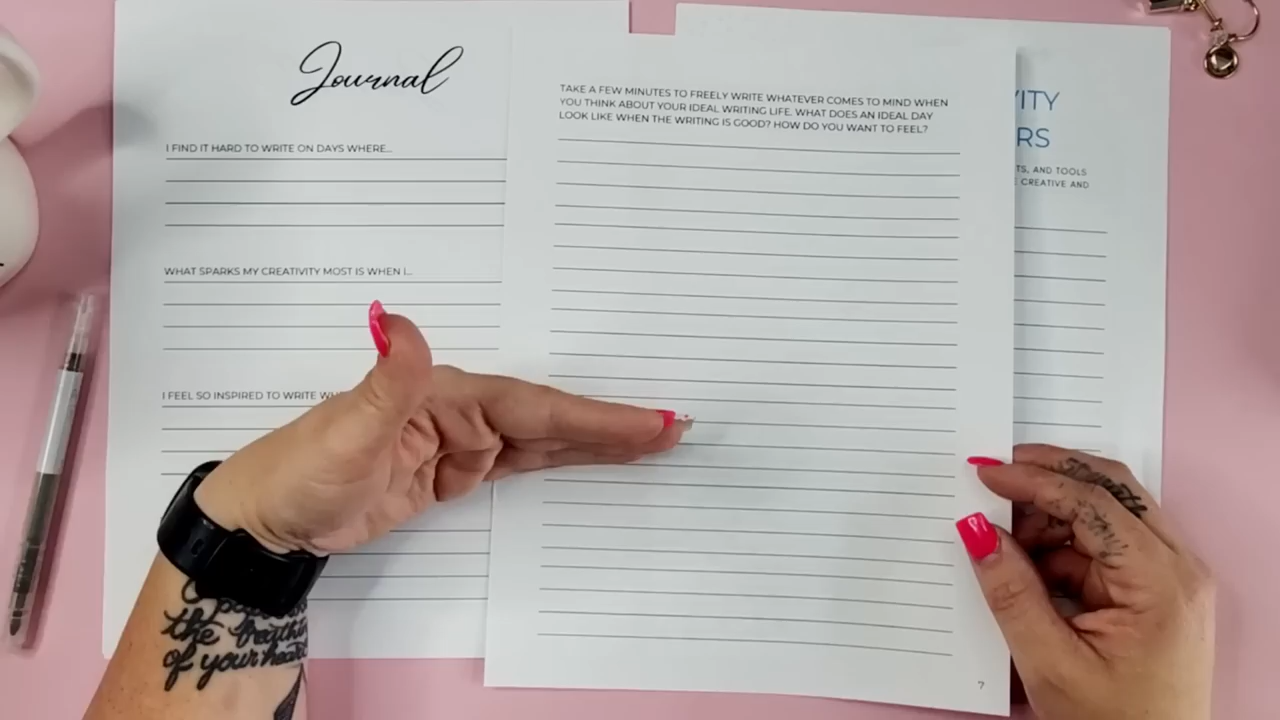 Journal
I FIND IT HARD TO WRITE ON DAYS WHERE...
WHAT SPARKS MY CREATIVITY MOST IS WHEN I...
I FEEL SO INSPIRED TO WRITE
TAKE A FEW MINUTES TO FREELY WRITE WHATEVER COMES TO MIND WHEN
YOU THINK ABOUT YOUR IDEAL WRITING LIFE. WHAT DOES AN IDEAL DAY
LOOK LIKE WHEN THE WRITING IS GOOD? HOW DO YOU WANT TO FEEL?
7
ITY
RS
TS, AND TOOLS
CREATIVE AND
the
of your